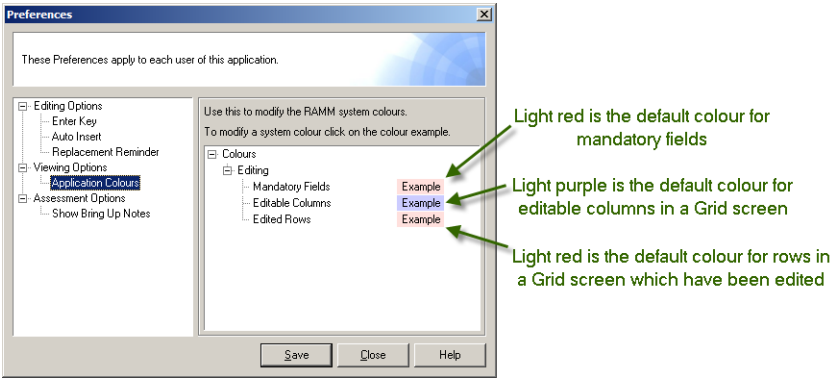 Preferences
These Preferences apply to each user of this application.
Editing Options
Enter Key
Auto Insert
Replacement Reminder
Viewing Options
Application Colours
Assessment Options
Show Bring Up Notes
Use this to modify the RAMM system colours.
To modify a system colour click on the colour example.
Colours
Editing
Mandatory Fields Example
Editable Columns Example
Edited Rows Example
Save Close Help
Light red is the default colour for
mandatory fields
Light purple is the default colour for
editable columns in a Grid screen
Light red is the default colour for rows in
a Grid screen which have been edited